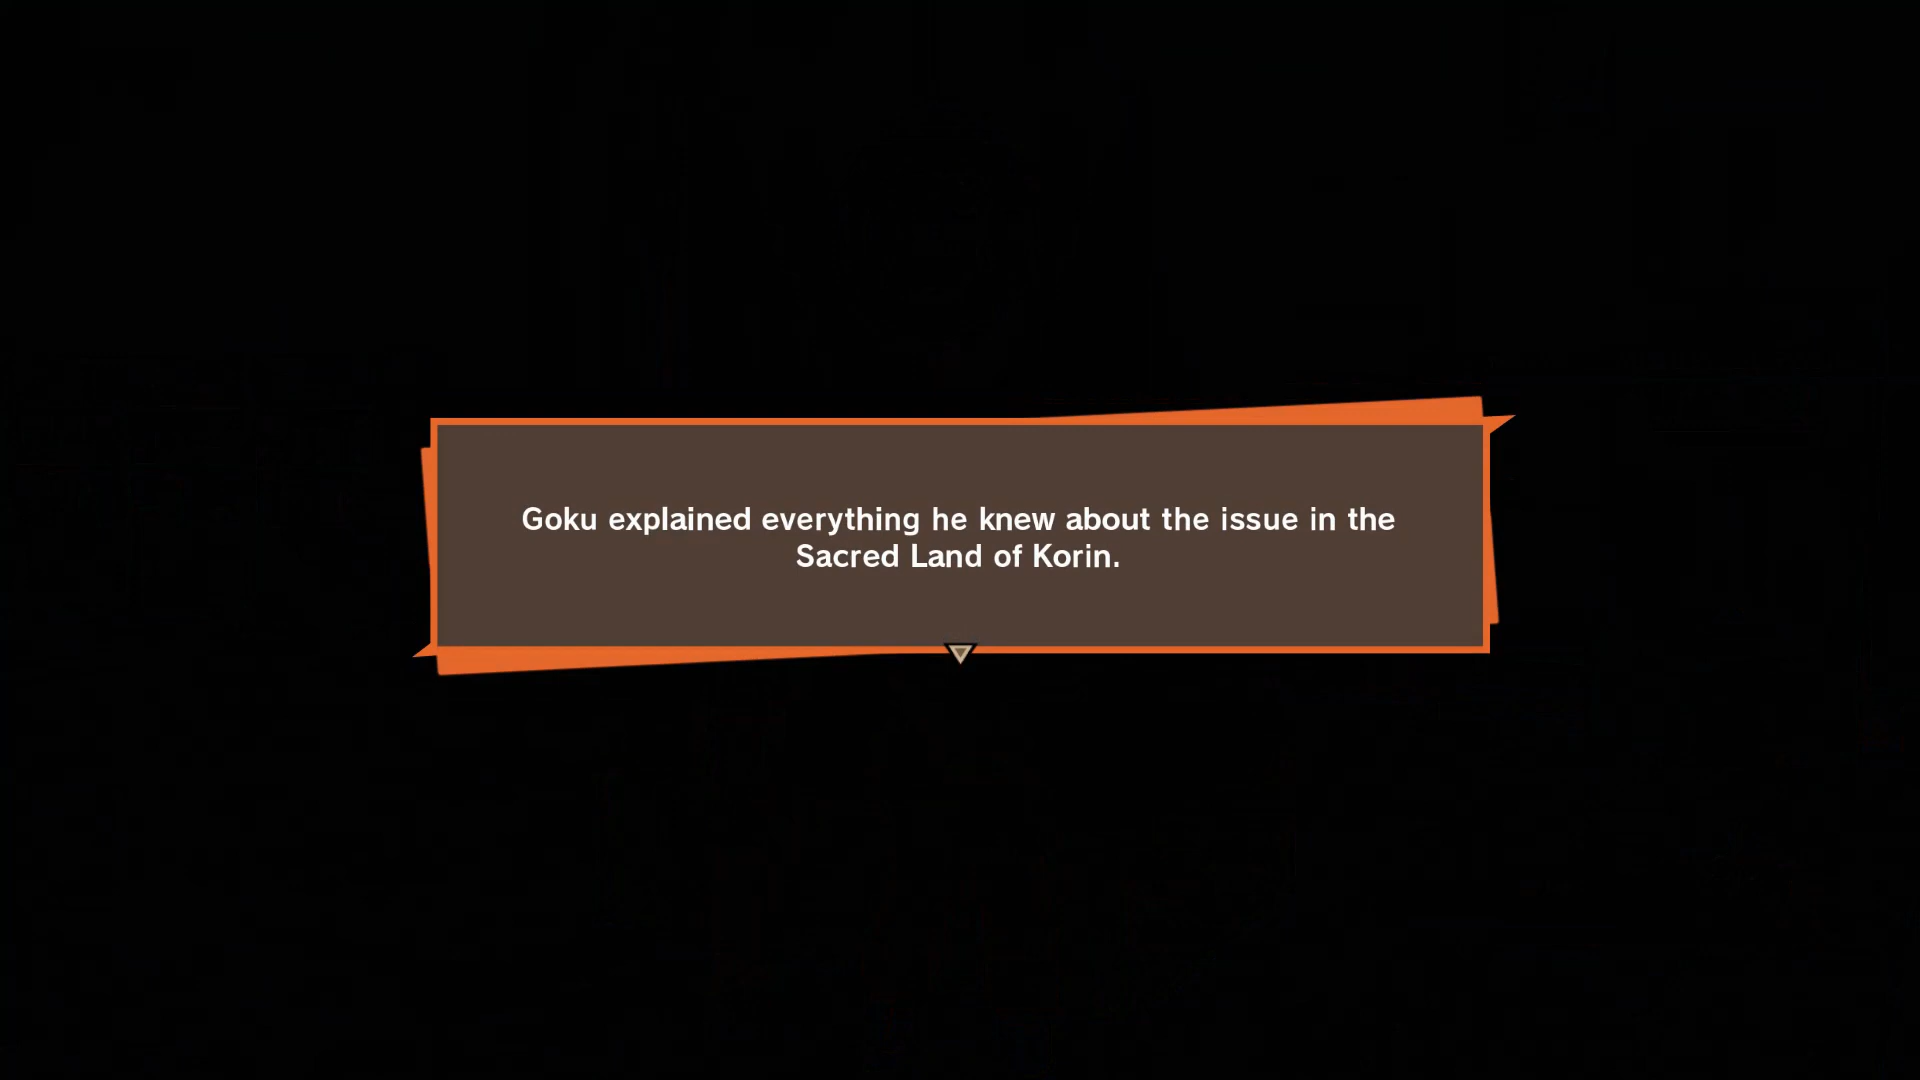 Goku explained everything he knew about the issue in the
Sacred Land of Korin.